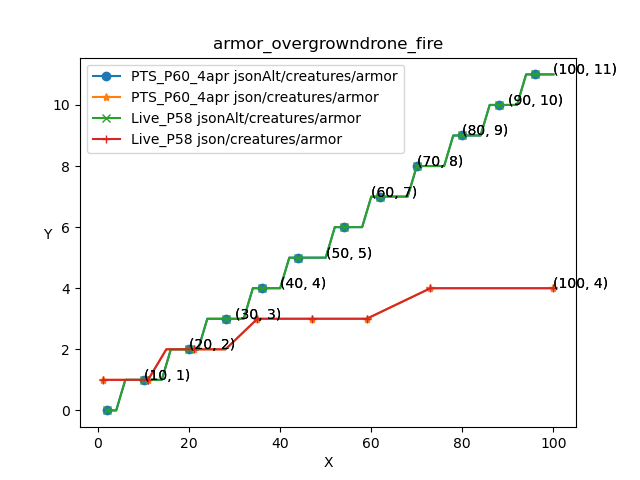 armor_overgrowndrone_fire
PTS_P60_4apr jsonAlt/creatures/armor
PTS_P60_4apr json/creatures/armor
Live_P58 jsonAlt/creatures/armor
Live_P58 json/creatures/armor
(100, 11)
(90, 10)
(80, 9)
(70, 8)
(60, 7)
(50, 5)
(40, 4)
(100, 4)
(30, 3)
(20, 2)
(10, 1)
Y
10
8
6
4
2
0
0 20 40 60 80 100
X